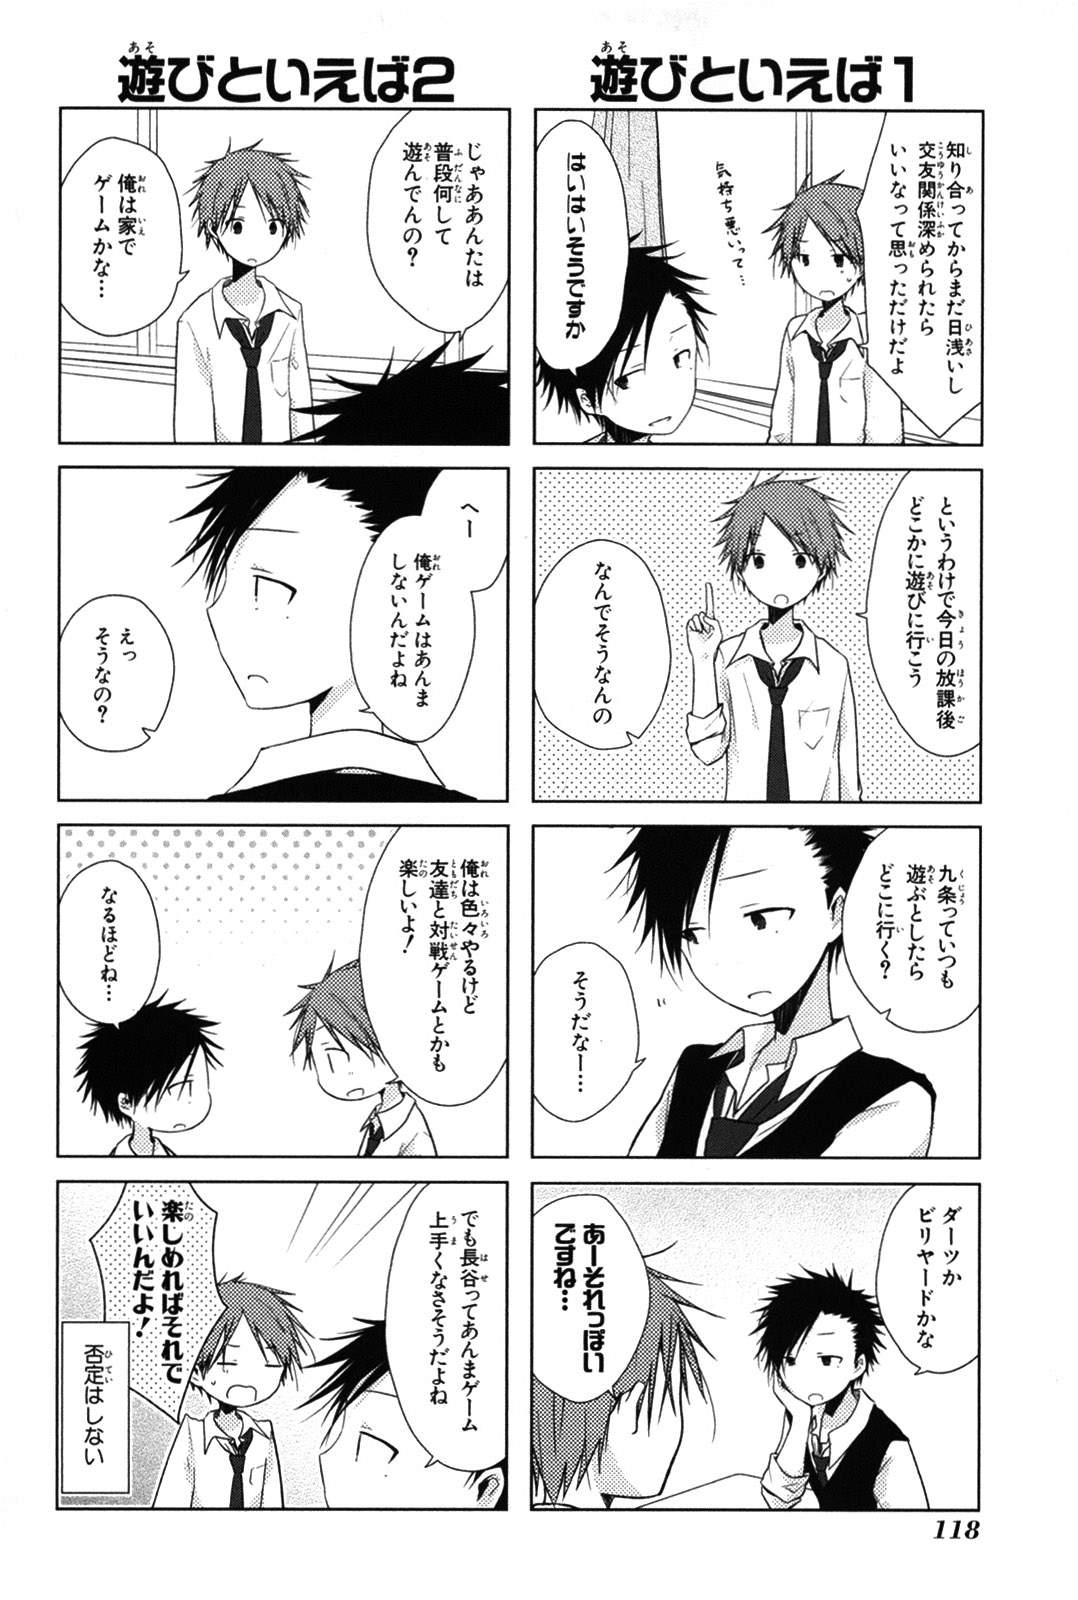 遊びといえば1
知り合ってからまだ日浅いし
交友関係深められたら
いいなって思っただけだよ
気持ち悪いって…
はいはいそうですか
というわけで今日の放課後
どこかに遊びに行こう
なんでそうなんの
九条っていつも
遊ぶとしたら
どこに行く?
そうだなー…
ダーツか
ビリヤードかな
あーそれっぽい
ですね…
遊びといえば2
じゃああんたは
普段何して
遊んでんの?
俺は家で
ゲームかな…
へー
俺ゲームはあんま
しないんだよね
えっ
そうなの?
俺は色々やるけど
友達と対戦ゲームとかも
楽しいよ!
なるほどね…
でも長谷ってあんまゲーム
上手くなさそうだよね
楽しめればそれで
いいんだよ!
否定はしない
118